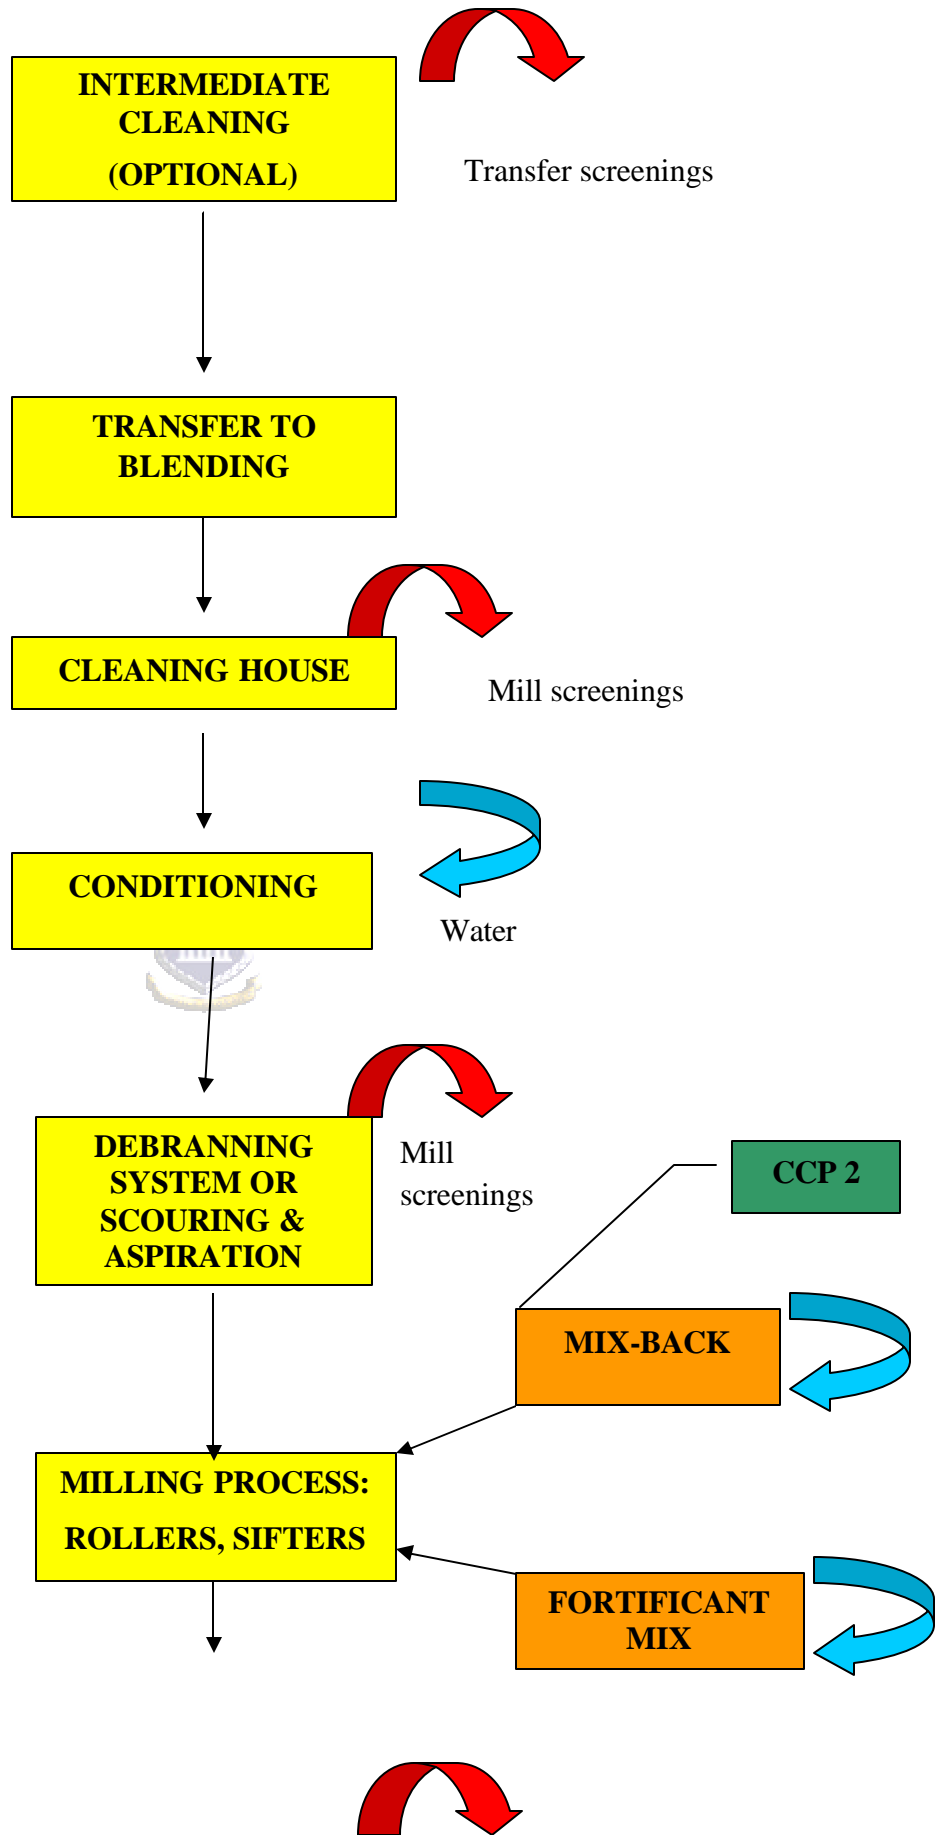 INTERMEDIATE
CLEANING
(OPTIONAL)
Transfer screenings
TRANSFER TO
BLENDING
CLEANING HOUSE
Mill screenings
CONDITIONING
Water
DEBRANNING
SYSTEM OR
SCOURING &
ASPIRATION
Mill
screenings
CCP 2
MIX-BACK
MILLING PROCESS:
ROLLERS, SIFTERS
FORTIFICANT
MIX